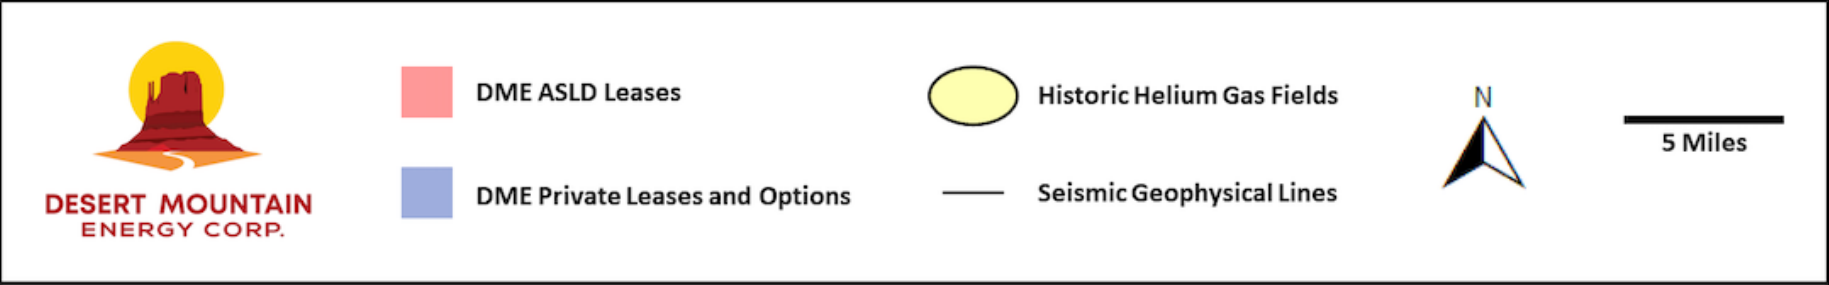 DESERT MOUNTAIN
ENERGY CORP.
DME ASLD Leases
DME Private Leases and Options
Historic Helium Gas Fields
Seismic Geophysical Lines
N
5 Miles